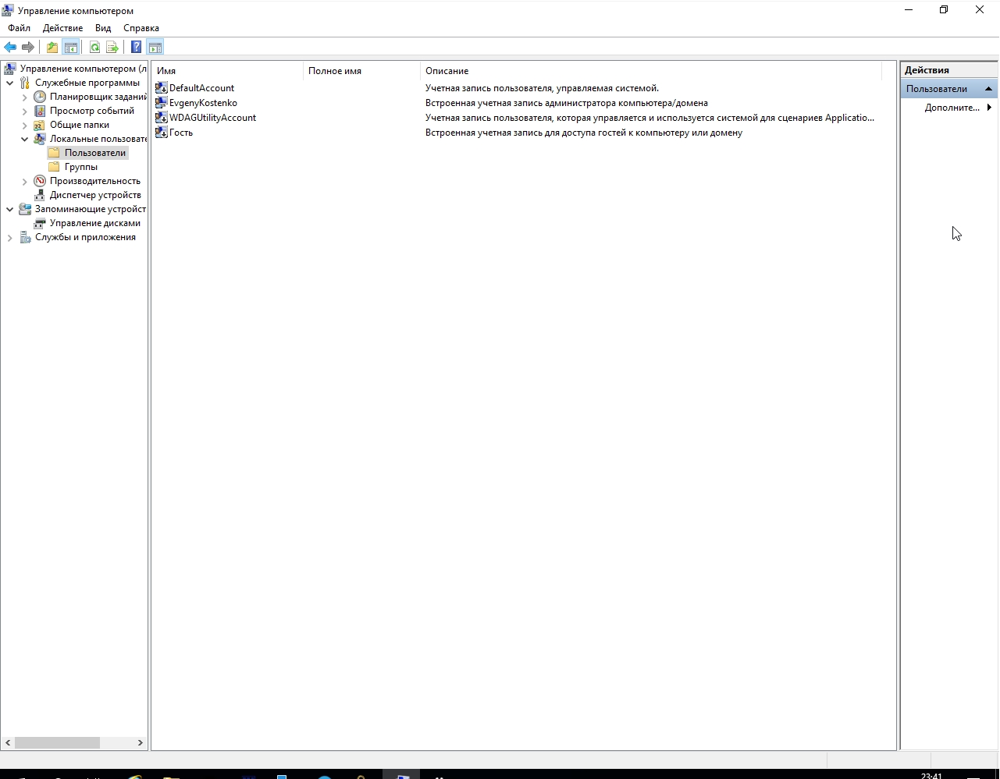 Управление компьютером
Файл Действие Вид Справка
Управление компьютером (л
Служебные программы
Планировщик заданий
Просмотр событий
Общие папки
Локальные пользовате
Пользователи
Группы
Производительность
Диспетчер устройств
Запоминающие устройст
Управление дисками
Службы и приложения
Имя Полное имя Описание
DefaultAccount Учетная запись пользователя, управляемая системой.
EvgenyKostenko Встроенная учетная запись администратора компьютера/домена
WDAGUtilityAccount Учетная запись пользователя, которая управляется и используется системой для сценариев Applicatio...
Гость Встроенная учетная запись для доступа гостей к компьютеру или домену
Действия
Пользователи
Дополните...
23:41